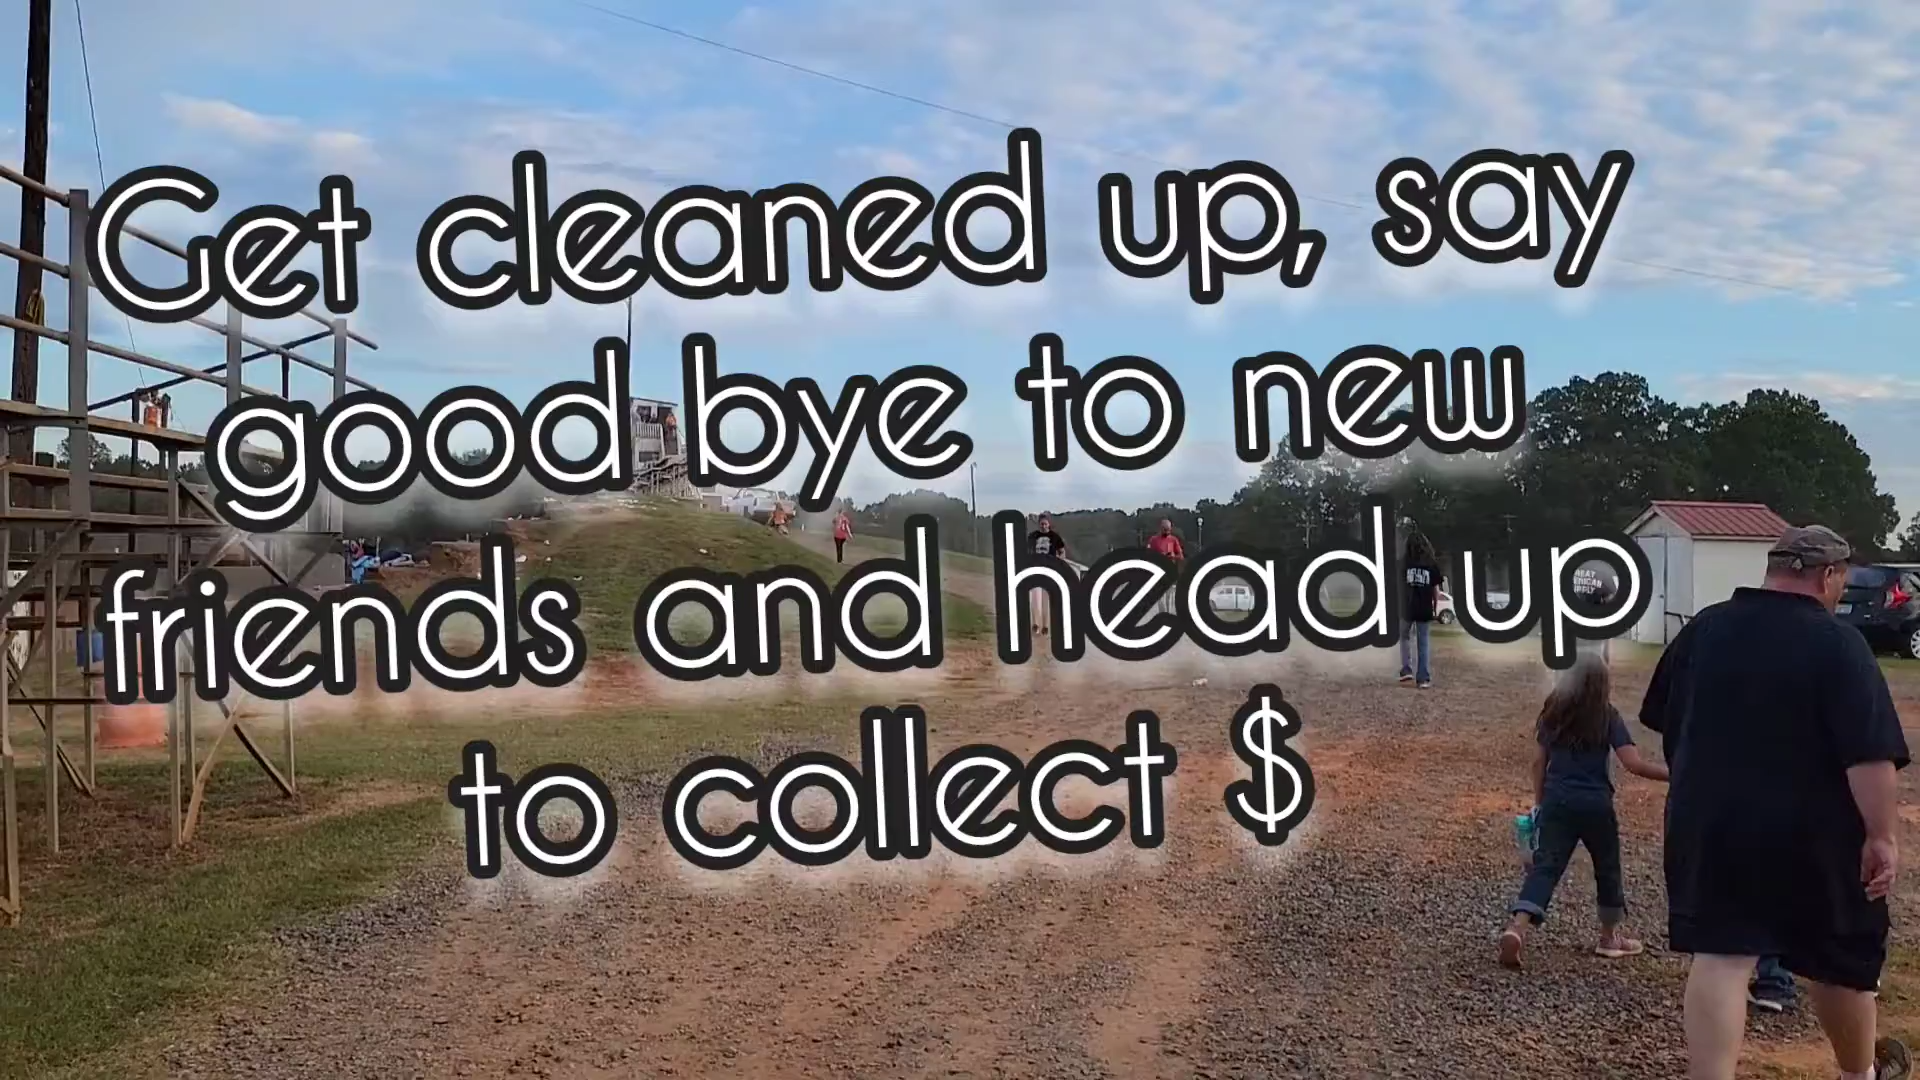 Get cleaned up, say
good bye to new
friends and head up
to collect $